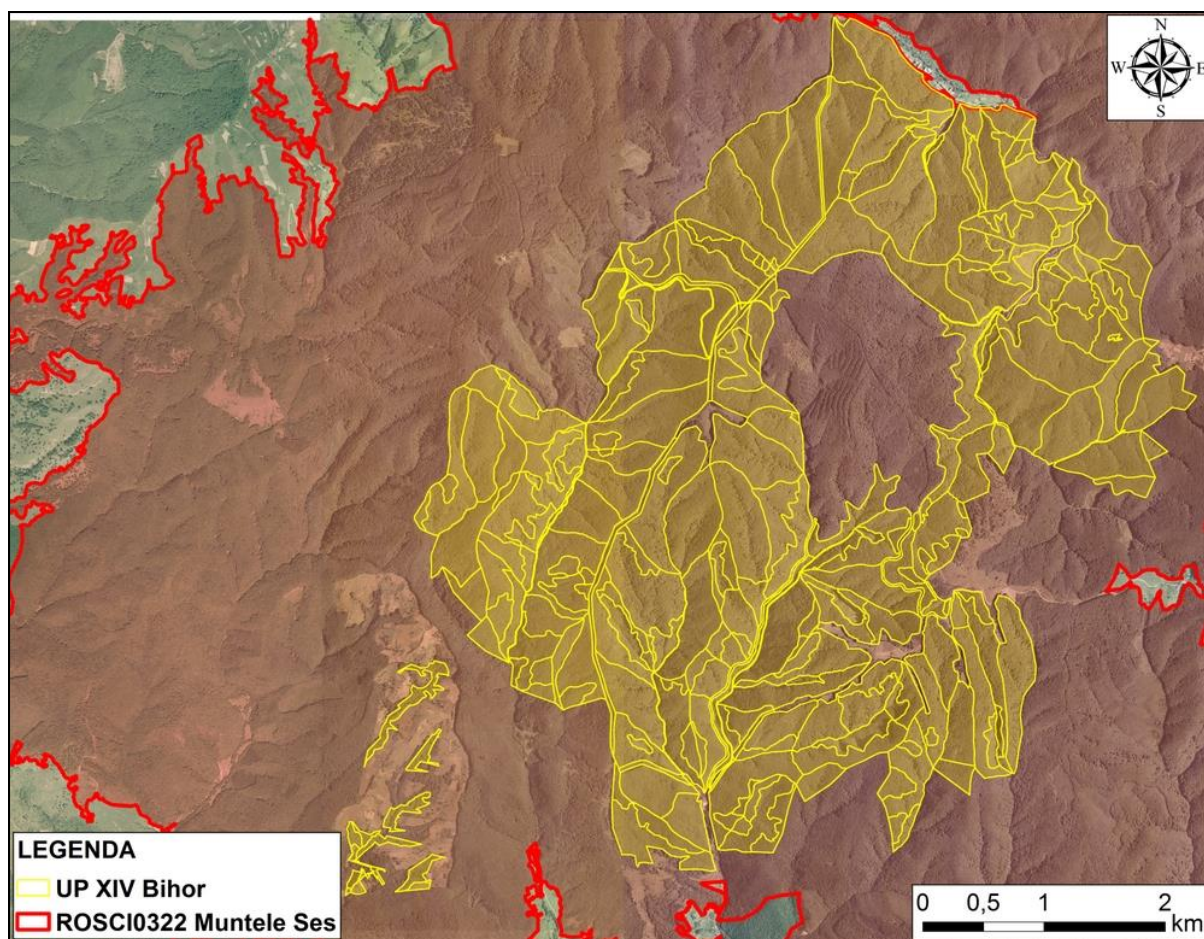 N
W E
S
LEGENDA
UP XIV Bihor
ROSCI0322 Muntele Ses
0 0,5 1 2
km